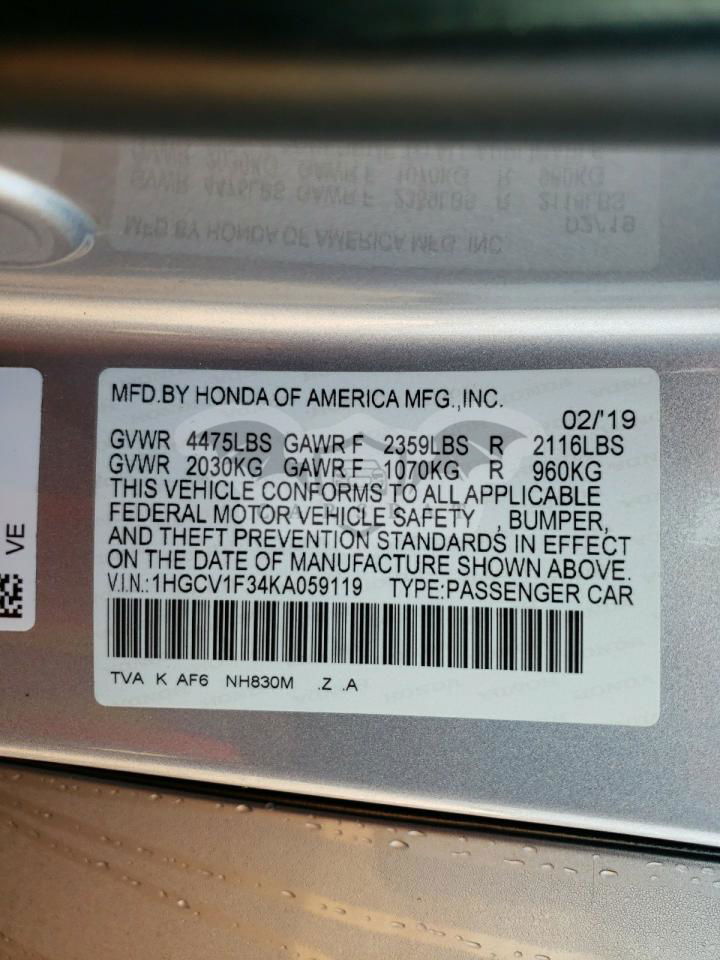 MFD.BY HONDA OF AMERICA MFG.,INC.
02/'19
GVWR 4475LBS GAWR F 2359LBS R 2116LBS
GVWR 2030KG GAWR F 1070KG R 960KG
THIS VEHICLE CONFORMS TO ALL APPLICABLE
FEDERAL MOTOR VEHICLE SAFETY , BUMPER,
AND THEFT PREVENTION STANDARDS IN EFFECT
ON THE DATE OF MANUFACTURE SHOWN ABOVE.
V.I.N.:1HGCV1F34KA059119 TYPE:PASSENGER CAR
TVA K AF6 NH830M .Z .A
VE